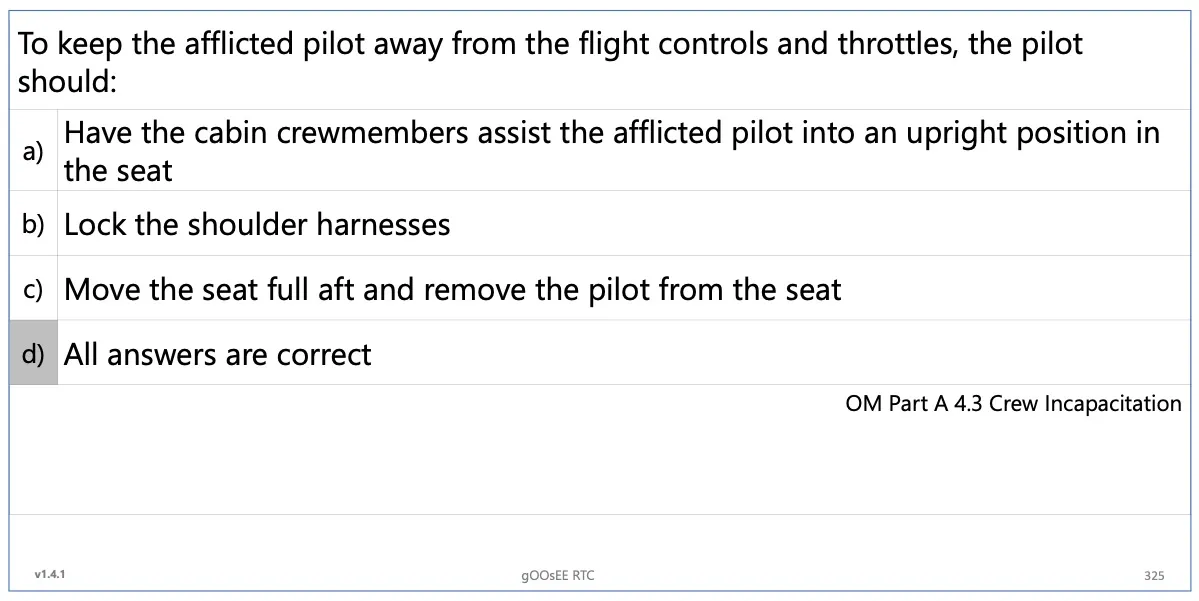 To keep the afflicted pilot away from the flight controls and throttles, the pilot
should:
a) Have the cabin crewmembers assist the afflicted pilot into an upright position in
the seat
b) Lock the shoulder harnesses
c) Move the seat full aft and remove the pilot from the seat
d) All answers are correct
OM Part A 4.3 Crew Incapacitation
v1.4.1 gOOsEE RTC 325